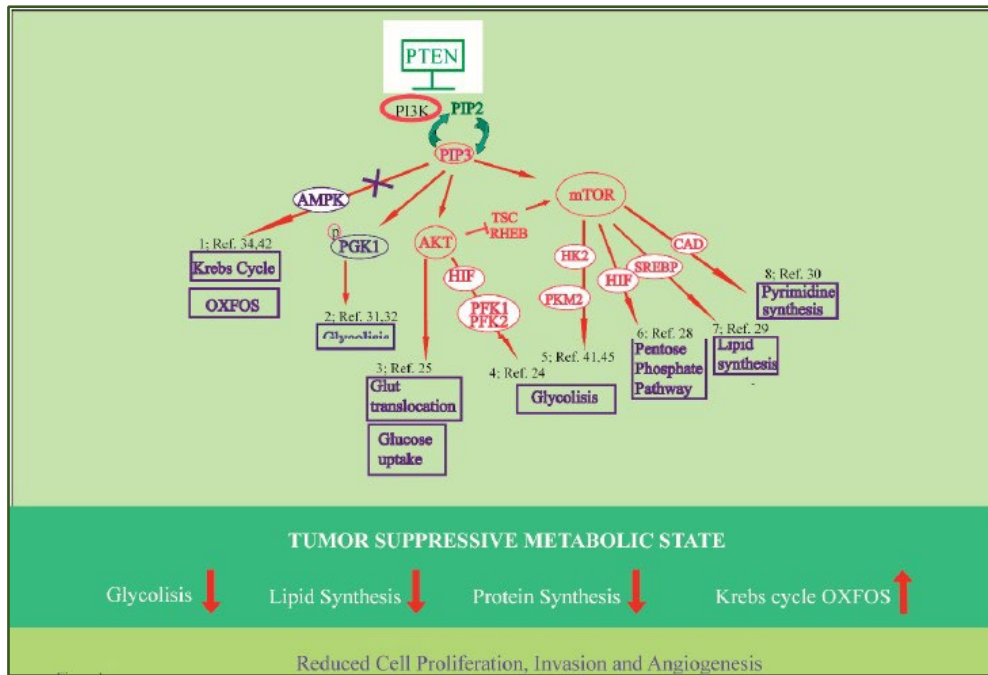 PTEN
PI3K
PIP2
PIP3
AMPK
mTOR
TSC
RHEB
p
PGK1
AKT
CAD
HK2
HIF
SREBP
HIF
PKM2
PFK1
PFK2
1; Ref. 34,42
Krebs Cycle
OXFOS
2; Ref. 31,32
Glycolisis
3; Ref. 25
Glut
translocation
Glucose
uptake
4; Ref. 24
5; Ref. 41,45
Glycolisis
6; Ref. 28
Pentose
Phosphate
Pathway
7; Ref. 29
Lipid
synthesis
8; Ref. 30
Pyrimidine
synthesis
TUMOR SUPPRESSIVE METABOLIC STATE
Glycolisis
Lipid Synthesis
Protein Synthesis
Krebs cycle OXFOS
Reduced Cell Proliferation, Invasion and Angiogenesis